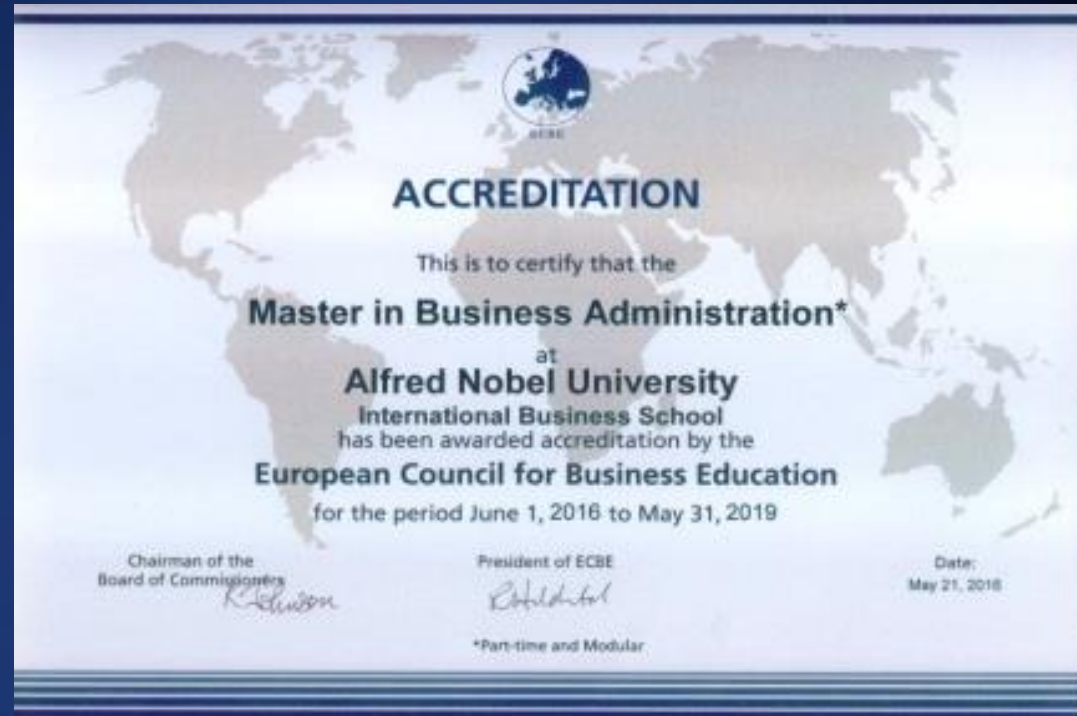 ECBE
ACCREDITATION
This is to certify that the
Master in Business Administration*
at
Alfred Nobel University
International Business School
has been awarded accreditation by the
European Council for Business Education
for the period June 1, 2016 to May 31, 2019
Chairman of the
Board of Commissioners
President of ECBE
Date:
May 21, 2016
*Part-time and Modular